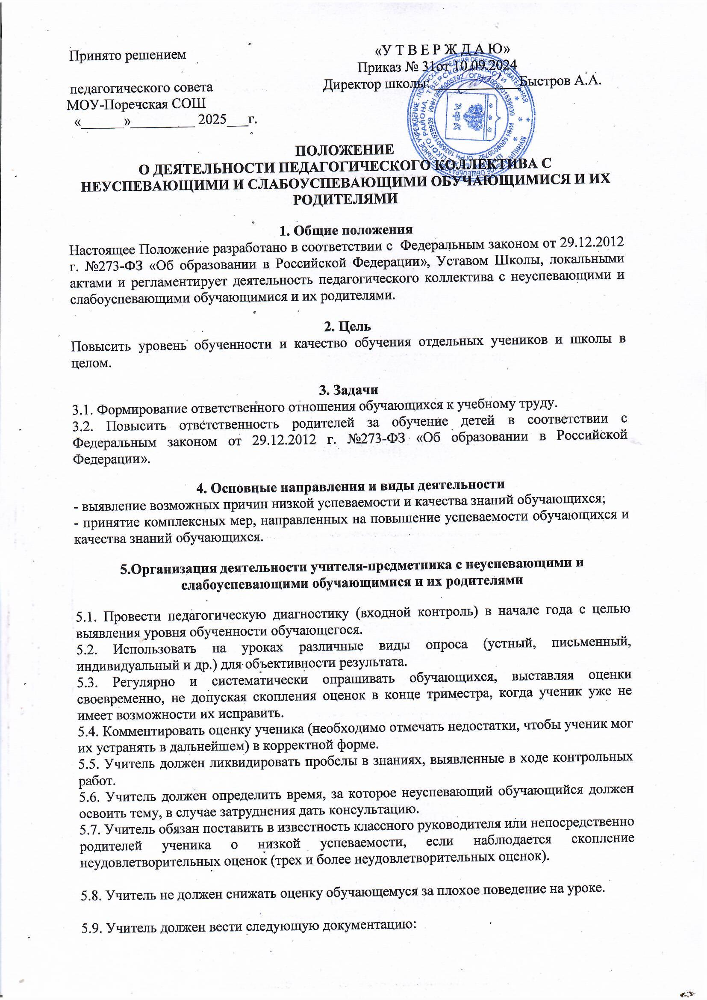 Принято решением
педагогического совета
МОУ-Поречская СОШ
«______»_________ 2025___г.
«У Т В Е Р Ж Д А Ю»
Приказ № 31от 10.09.2024
Директор школы:____________Быстров А.А.
ПОЛОЖЕНИЕ
О ДЕЯТЕЛЬНОСТИ ПЕДАГОГИЧЕСКОГО КОЛЛЕКТИВА С
НЕУСПЕВАЮЩИМИ И СЛАБОУСПЕВАЮЩИМИ ОБУЧАЮЩИМИСЯ И ИХ
РОДИТЕЛЯМИ
1. Общие положения
Настоящее Положение разработано в соответствии с Федеральным законом от 29.12.2012
г. №273-ФЗ «Об образовании в Российской Федерации», Уставом Школы, локальными
актами и регламентирует деятельность педагогического коллектива с неуспевающими и
слабоуспевающими обучающимися и их родителями.
2. Цель
Повысить уровень обученности и качество обучения отдельных учеников и школы в
целом.
3. Задачи
3.1. Формирование ответственного отношения обучающихся к учебному труду.
3.2. Повысить ответственность родителей за обучение детей в соответствии с
Федеральным законом от 29.12.2012 г. №273-ФЗ «Об образовании в Российской
Федерации».
4. Основные направления и виды деятельности
- выявление возможных причин низкой успеваемости и качества знаний обучающихся;
- принятие комплексных мер, направленных на повышение успеваемости обучающихся и
качества знаний обучающихся.
5.Организация деятельности учителя-предметника с неуспевающими и
слабоуспевающими обучающимися и их родителями
5.1. Провести педагогическую диагностику (входной контроль) в начале года с целью
выявления уровня обученности обучающегося.
5.2. Использовать на уроках различные виды опроса (устный, письменный,
индивидуальный и др.) для объективности результата.
5.3. Регулярно и систематически опрашивать обучающихся, выставляя оценки
своевременно, не допуская скопления оценок в конце триместра, когда ученик уже не
имеет возможности их исправить.
5.4. Комментировать оценку ученика (необходимо отмечать недостатки, чтобы ученик мог
их устранять в дальнейшем) в корректной форме.
5.5. Учитель должен ликвидировать пробелы в знаниях, выявленные в ходе контрольных
работ.
5.6. Учитель должен определить время, за которое неуспевающий обучающийся должен
освоить тему, в случае затруднения дать консультацию.
5.7. Учитель обязан поставить в известность классного руководителя или непосредственно
родителей ученика о низкой успеваемости, если наблюдается скопление
неудовлетворительных оценок (трех и более неудовлетворительных оценок).
5.8. Учитель не должен снижать оценку обучающемуся за плохое поведение на уроке.
5.9. Учитель должен вести следующую документацию: